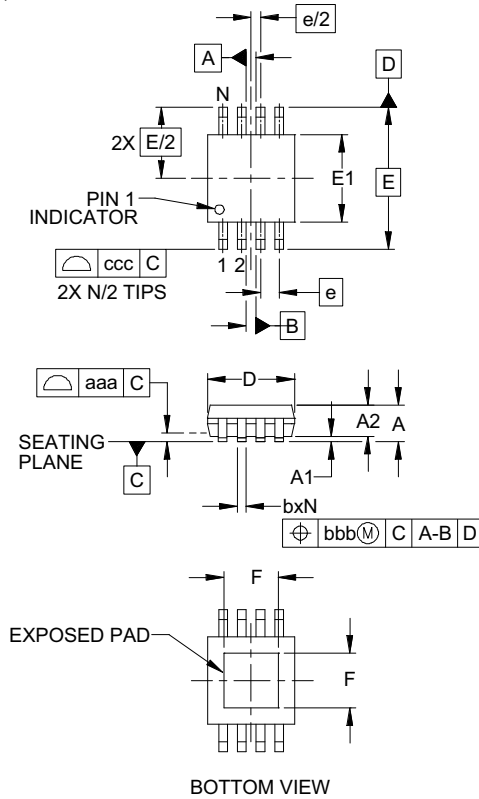 e/2
A
D
N
2X E/2
E1
E
PIN 1
INDICATOR
⌓ ccc C
1 2
2X N/2 TIPS
e
B
⌓ aaa C
D
A2
A
SEATING
PLANE
C
A1
bxN
⌖ bbbⓂ C A-B D
F
EXPOSED PAD
F
BOTTOM VIEW